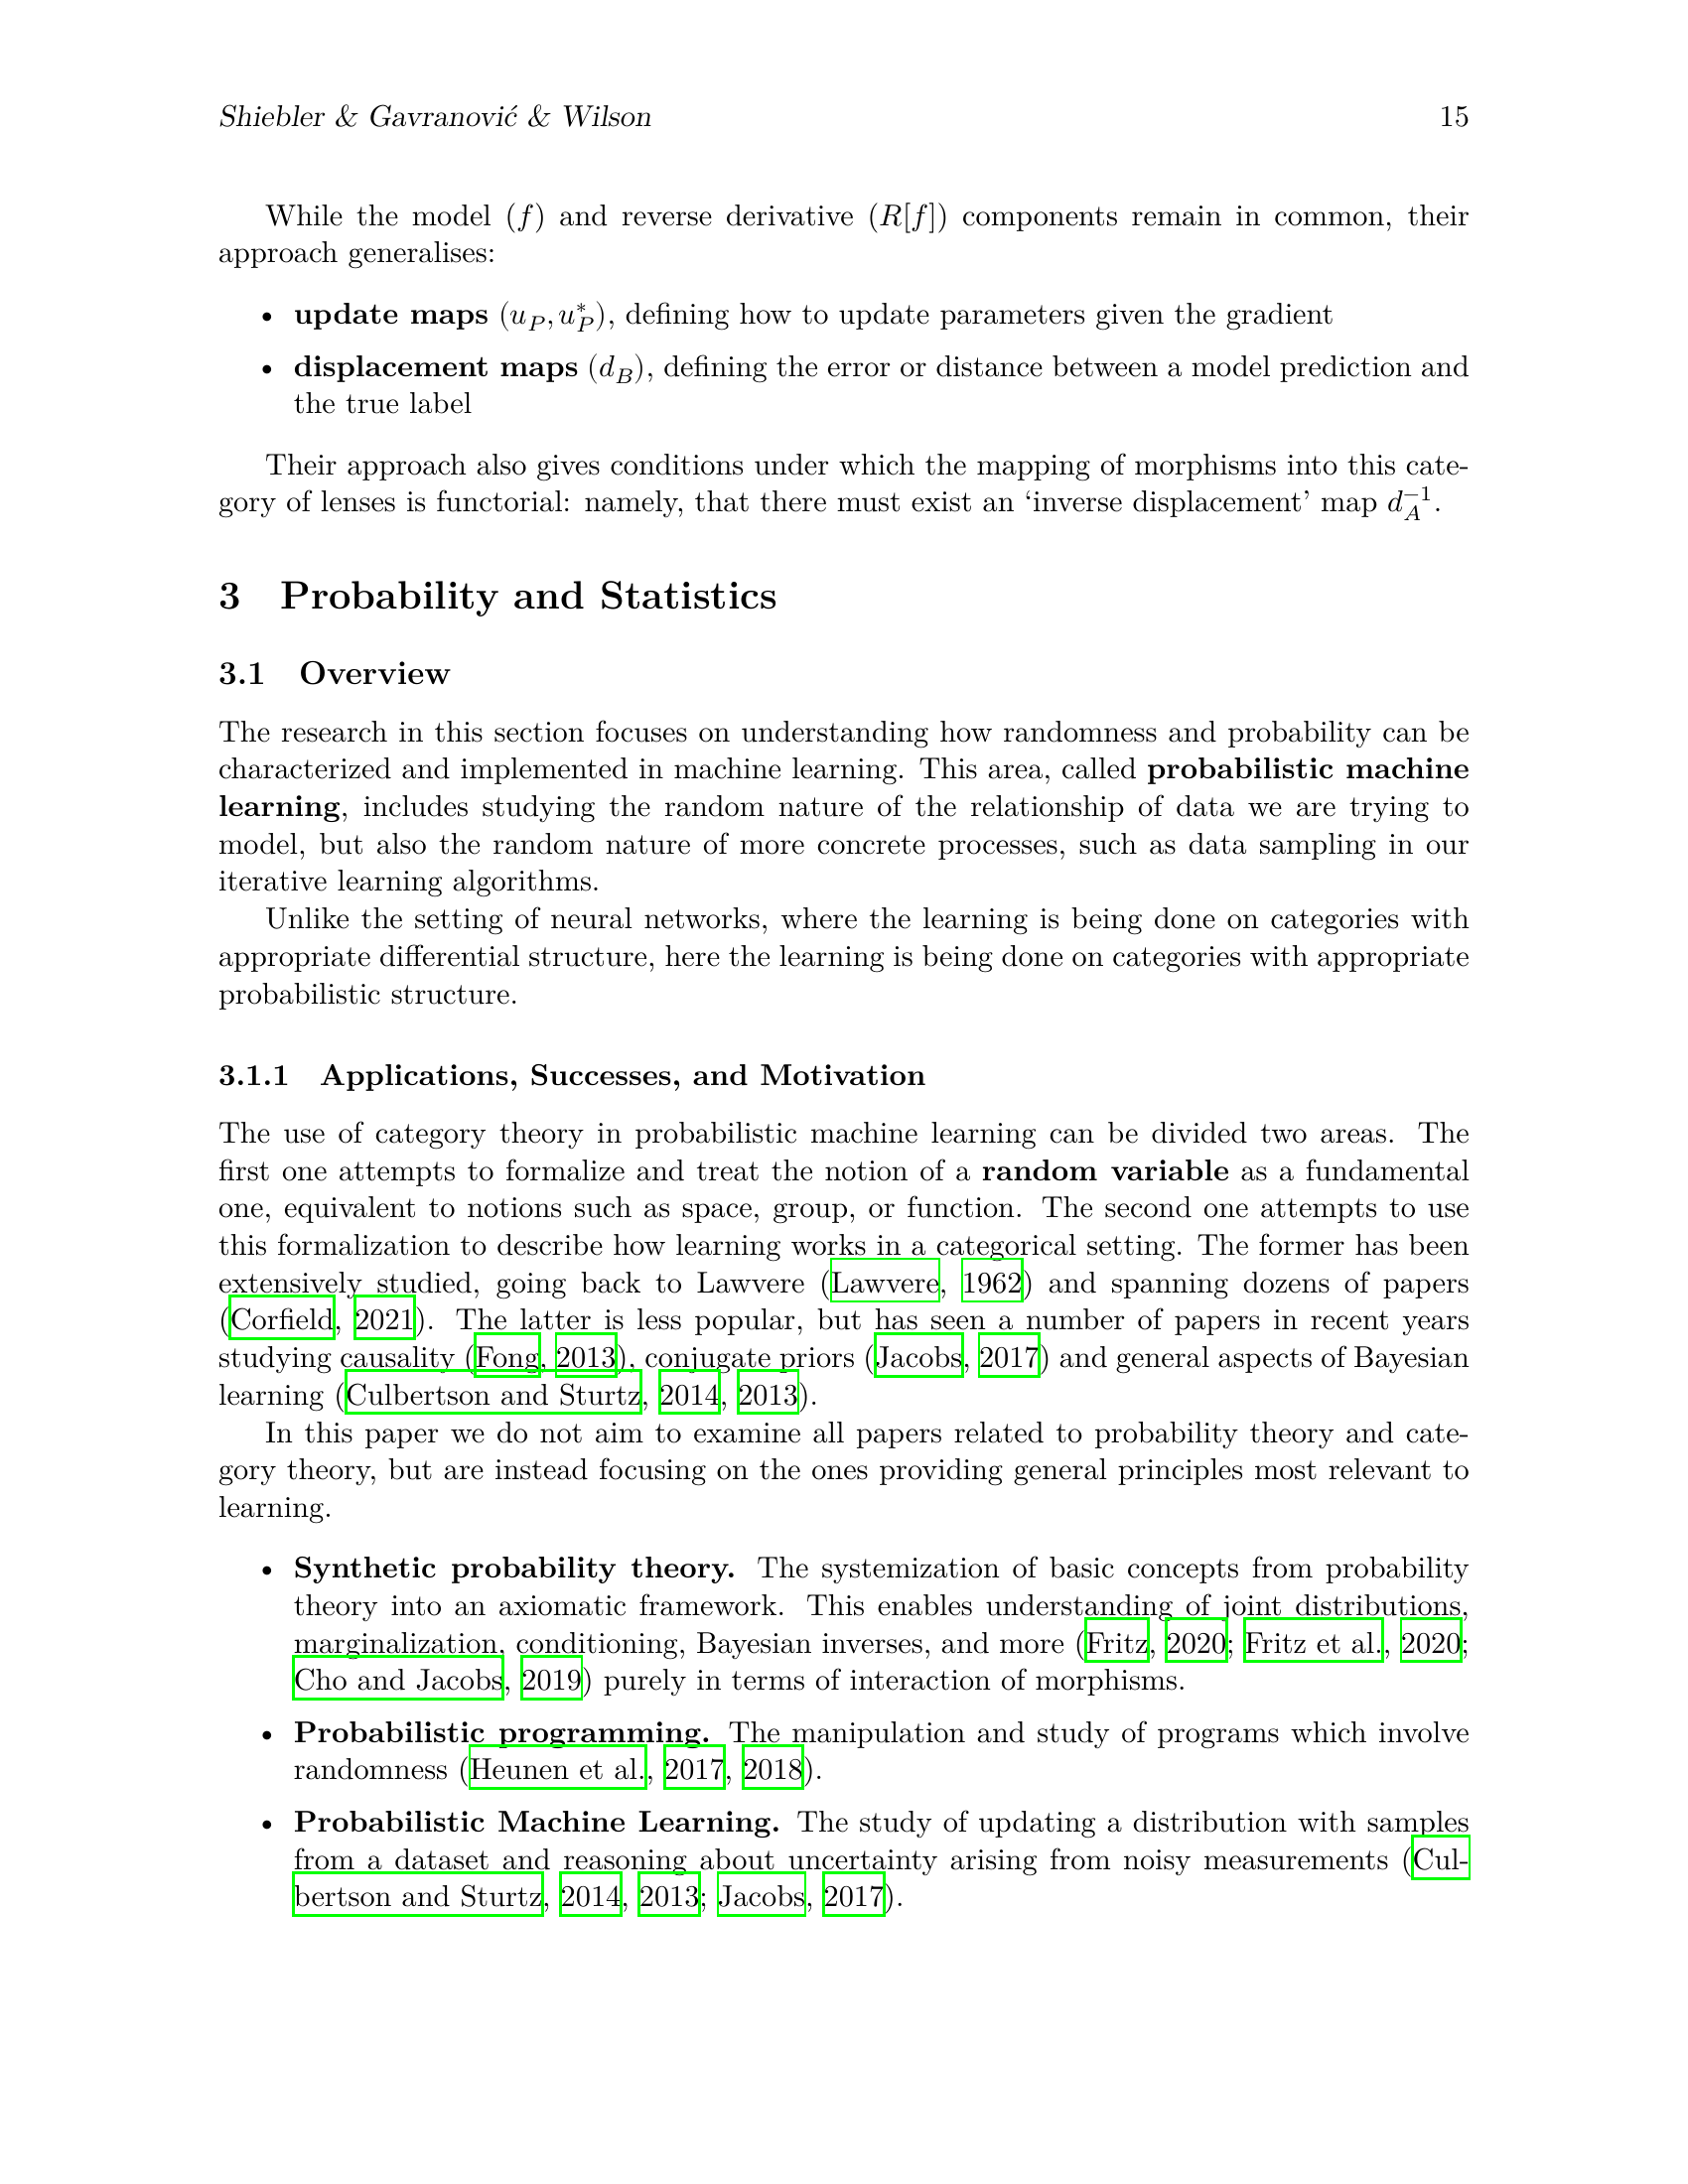 Shiebler & Gavranović & Wilson 15
While the model (f) and reverse derivative (R[f]) components remain in common, their
approach generalises:
• update maps (u_P, u_P^*), defining how to update parameters given the gradient
• displacement maps (d_B), defining the error or distance between a model prediction and
the true label
Their approach also gives conditions under which the mapping of morphisms into this cate-
gory of lenses is functorial: namely, that there must exist an ‘inverse displacement’ map d_A^{-1}.
3 Probability and Statistics
3.1 Overview
The research in this section focuses on understanding how randomness and probability can be
characterized and implemented in machine learning. This area, called probabilistic machine
learning, includes studying the random nature of the relationship of data we are trying to
model, but also the random nature of more concrete processes, such as data sampling in our
iterative learning algorithms.
Unlike the setting of neural networks, where the learning is being done on categories with
appropriate differential structure, here the learning is being done on categories with appropriate
probabilistic structure.
3.1.1 Applications, Successes, and Motivation
The use of category theory in probabilistic machine learning can be divided two areas. The
first one attempts to formalize and treat the notion of a random variable as a fundamental
one, equivalent to notions such as space, group, or function. The second one attempts to use
this formalization to describe how learning works in a categorical setting. The former has been
extensively studied, going back to Lawvere (Lawvere, 1962) and spanning dozens of papers
(Corfield, 2021). The latter is less popular, but has seen a number of papers in recent years
studying causality (Fong, 2013), conjugate priors (Jacobs, 2017) and general aspects of Bayesian
learning (Culbertson and Sturtz, 2014, 2013).
In this paper we do not aim to examine all papers related to probability theory and cate-
gory theory, but are instead focusing on the ones providing general principles most relevant to
learning.
• Synthetic probability theory. The systemization of basic concepts from probability
theory into an axiomatic framework. This enables understanding of joint distributions,
marginalization, conditioning, Bayesian inverses, and more (Fritz, 2020; Fritz et al., 2020;
Cho and Jacobs, 2019) purely in terms of interaction of morphisms.
• Probabilistic programming. The manipulation and study of programs which involve
randomness (Heunen et al., 2017, 2018).
• Probabilistic Machine Learning. The study of updating a distribution with samples
from a dataset and reasoning about uncertainty arising from noisy measurements (Cul-
bertson and Sturtz, 2014, 2013; Jacobs, 2017).